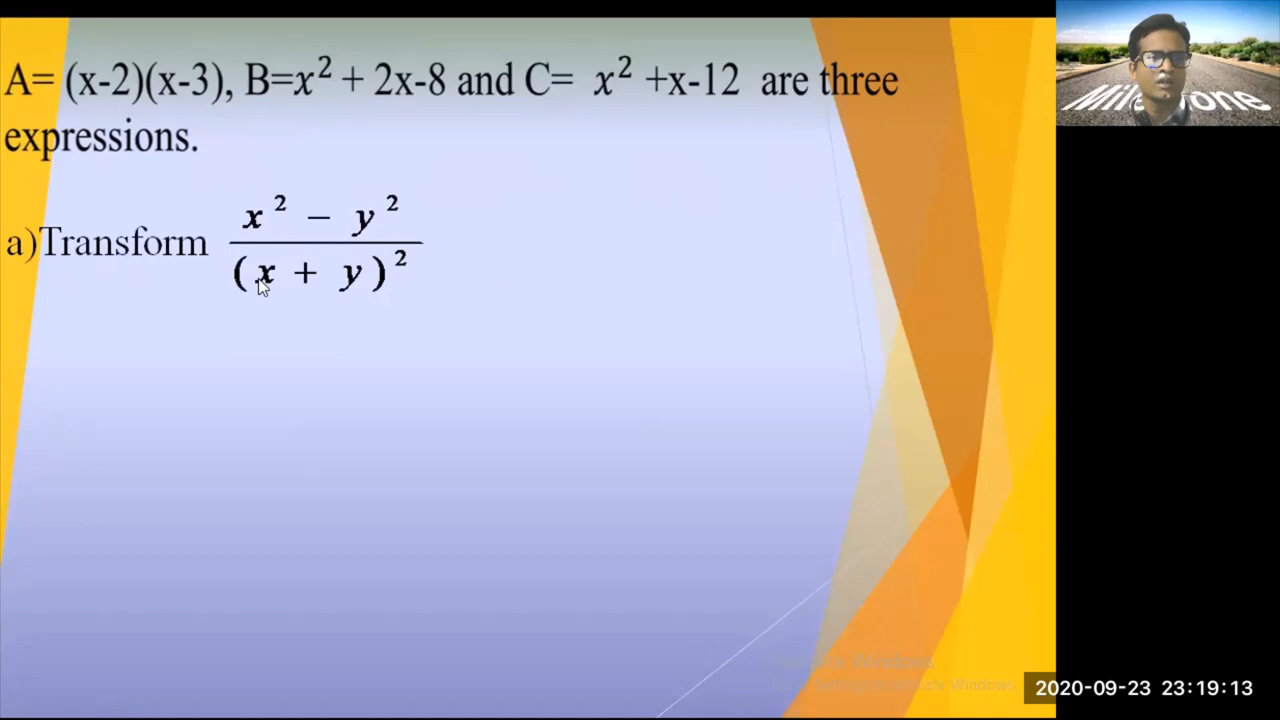 A= (x-2)(x-3), B=x² + 2x-8 and C= x² +x-12 are three
expressions.
a)Transform x² − y² / (x + y)²
2020-09-23 23:19:13